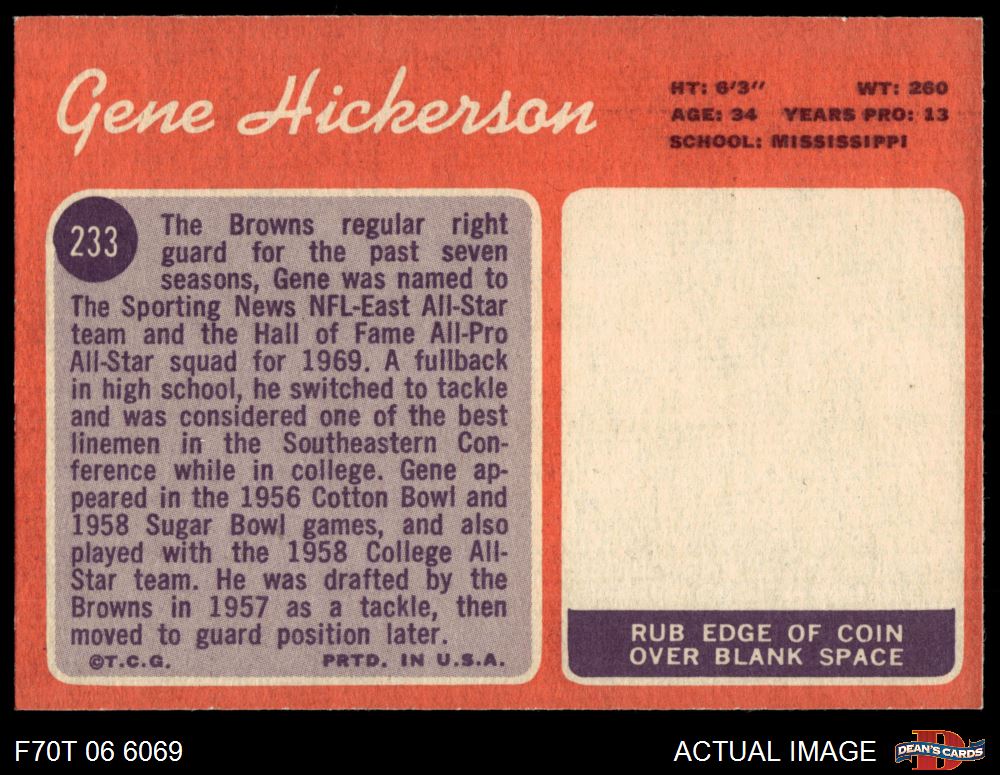 Gene Hickerson
HT: 6'3" WT: 260
AGE: 34 YEARS PRO: 13
SCHOOL: MISSISSIPPI
233
The Browns regular right
guard for the past seven
seasons, Gene was named to
The Sporting News NFL-East All-Star
team and the Hall of Fame All-Pro
All-Star squad for 1969. A fullback
in high school, he switched to tackle
and was considered one of the best
linemen in the Southeastern Con-
ference while in college. Gene ap-
peared in the 1956 Cotton Bowl and
1958 Sugar Bowl games, and also
played with the 1958 College All-
Star team. He was drafted by the
Browns in 1957 as a tackle, then
moved to guard position later.
©T.C.G. PRTD. IN U.S.A.
RUB EDGE OF COIN
OVER BLANK SPACE
F70T 06 6069
ACTUAL IMAGE
D
DEAN'S CARDS